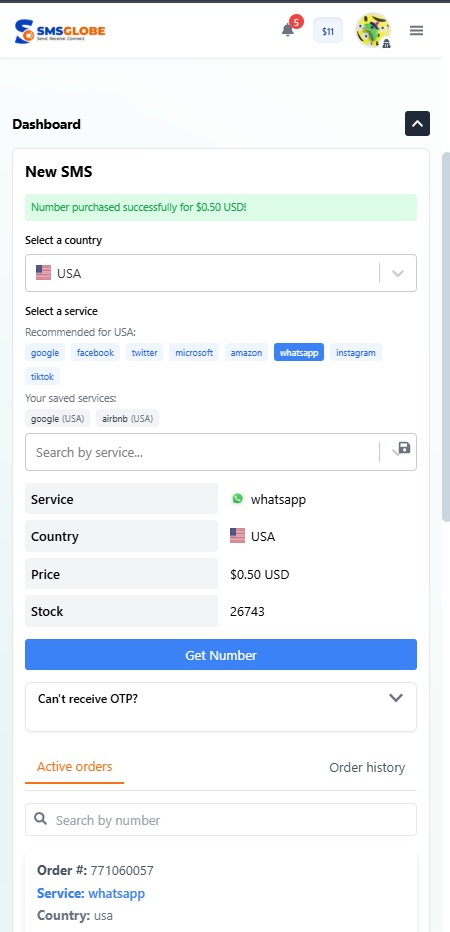 SMSGLOBE
Send. Receive. Connect.
5
$11
Dashboard
New SMS
Number purchased successfully for $0.50 USD!
Select a country
USA
Select a service
Recommended for USA:
google facebook twitter microsoft amazon whatsapp instagram
tiktok
Your saved services:
google (USA) airbnb (USA)
Search by service...
Service whatsapp
Country USA
Price $0.50 USD
Stock 26743
Get Number
Can't receive OTP?
Active orders Order history
Search by number
Order #: 771060057
Service: whatsapp
Country: usa